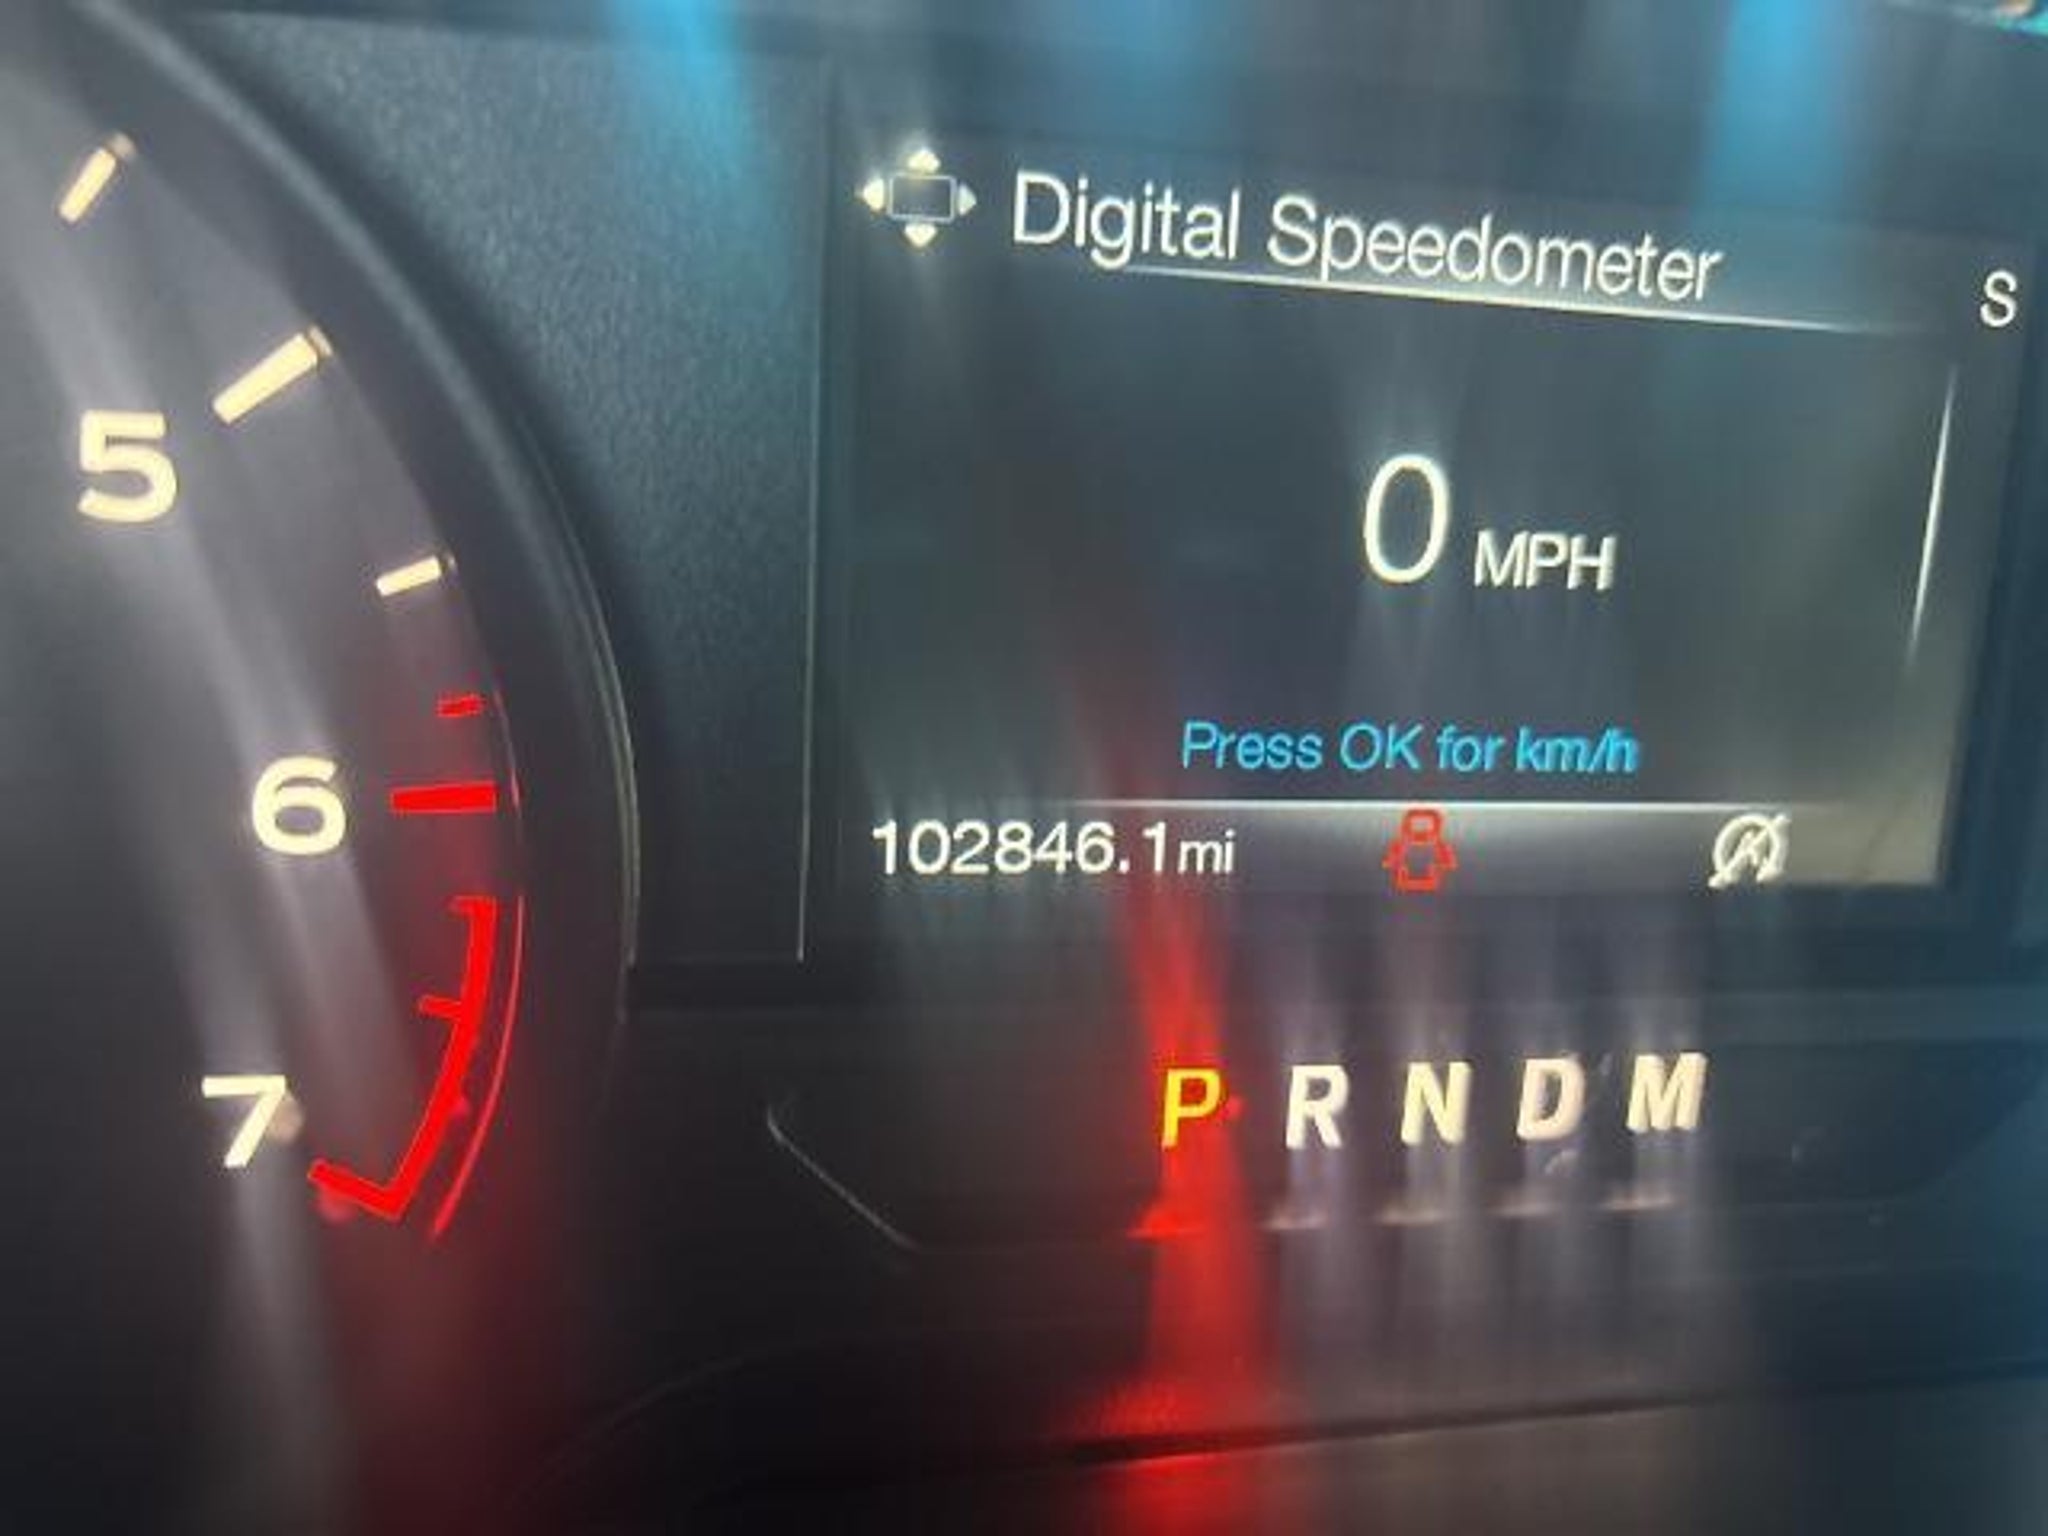 Digital Speedometer
S
0 MPH
Press OK for km/h
102846.1mi
P R N D M
5
6
7